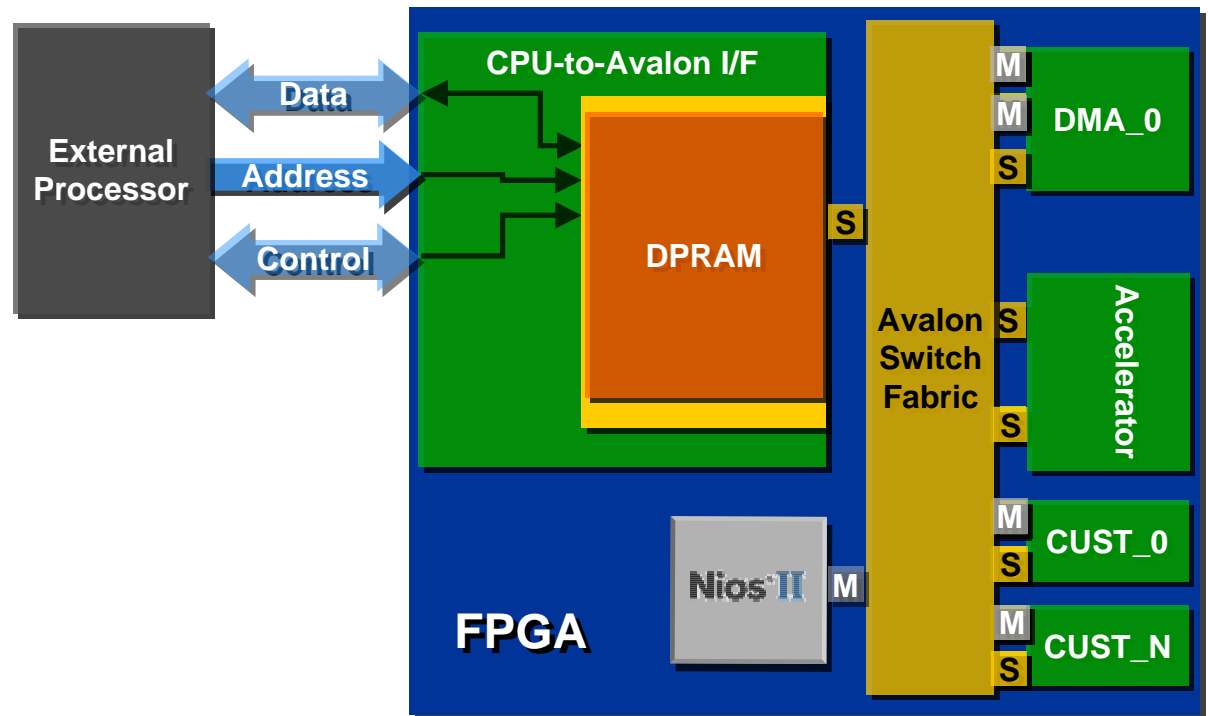 External
Processor
Data
Address
Control
CPU-to-Avalon I/F
DPRAM
S
Nios II
M
FPGA
Avalon
Switch
Fabric
M
M
S
DMA_0
S
S
Accelerator
M
S
CUST_0
M
S
CUST_N